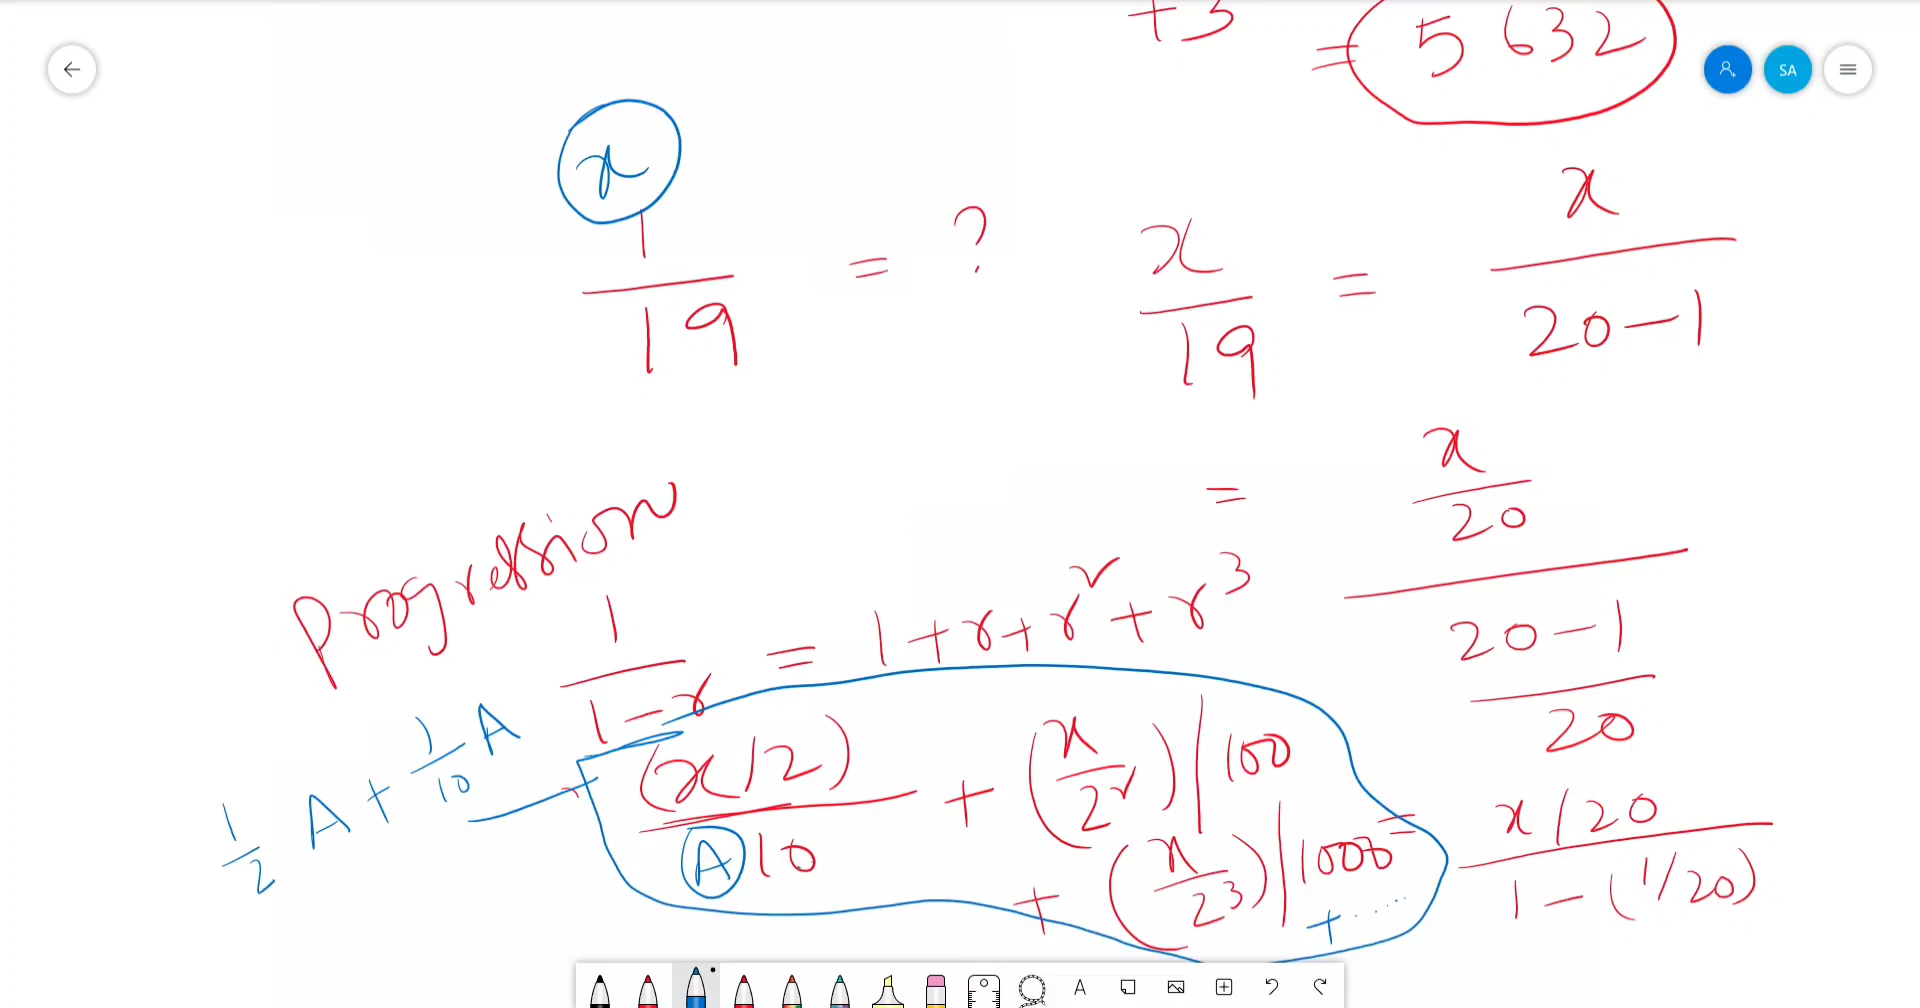 +3
= 5632
SA
x
1/19 = ?
x/19 = x/(20-1)
= (x/20)/((20-1)/20)
Progression
1/(1-r) = 1+r+r²+r³
1/2 A + 1/10 A
(x/2)/10 + (x/2²)/100
A
+ (x/2³)/1000 + .....
= (x/20)/(1-(1/20))
A